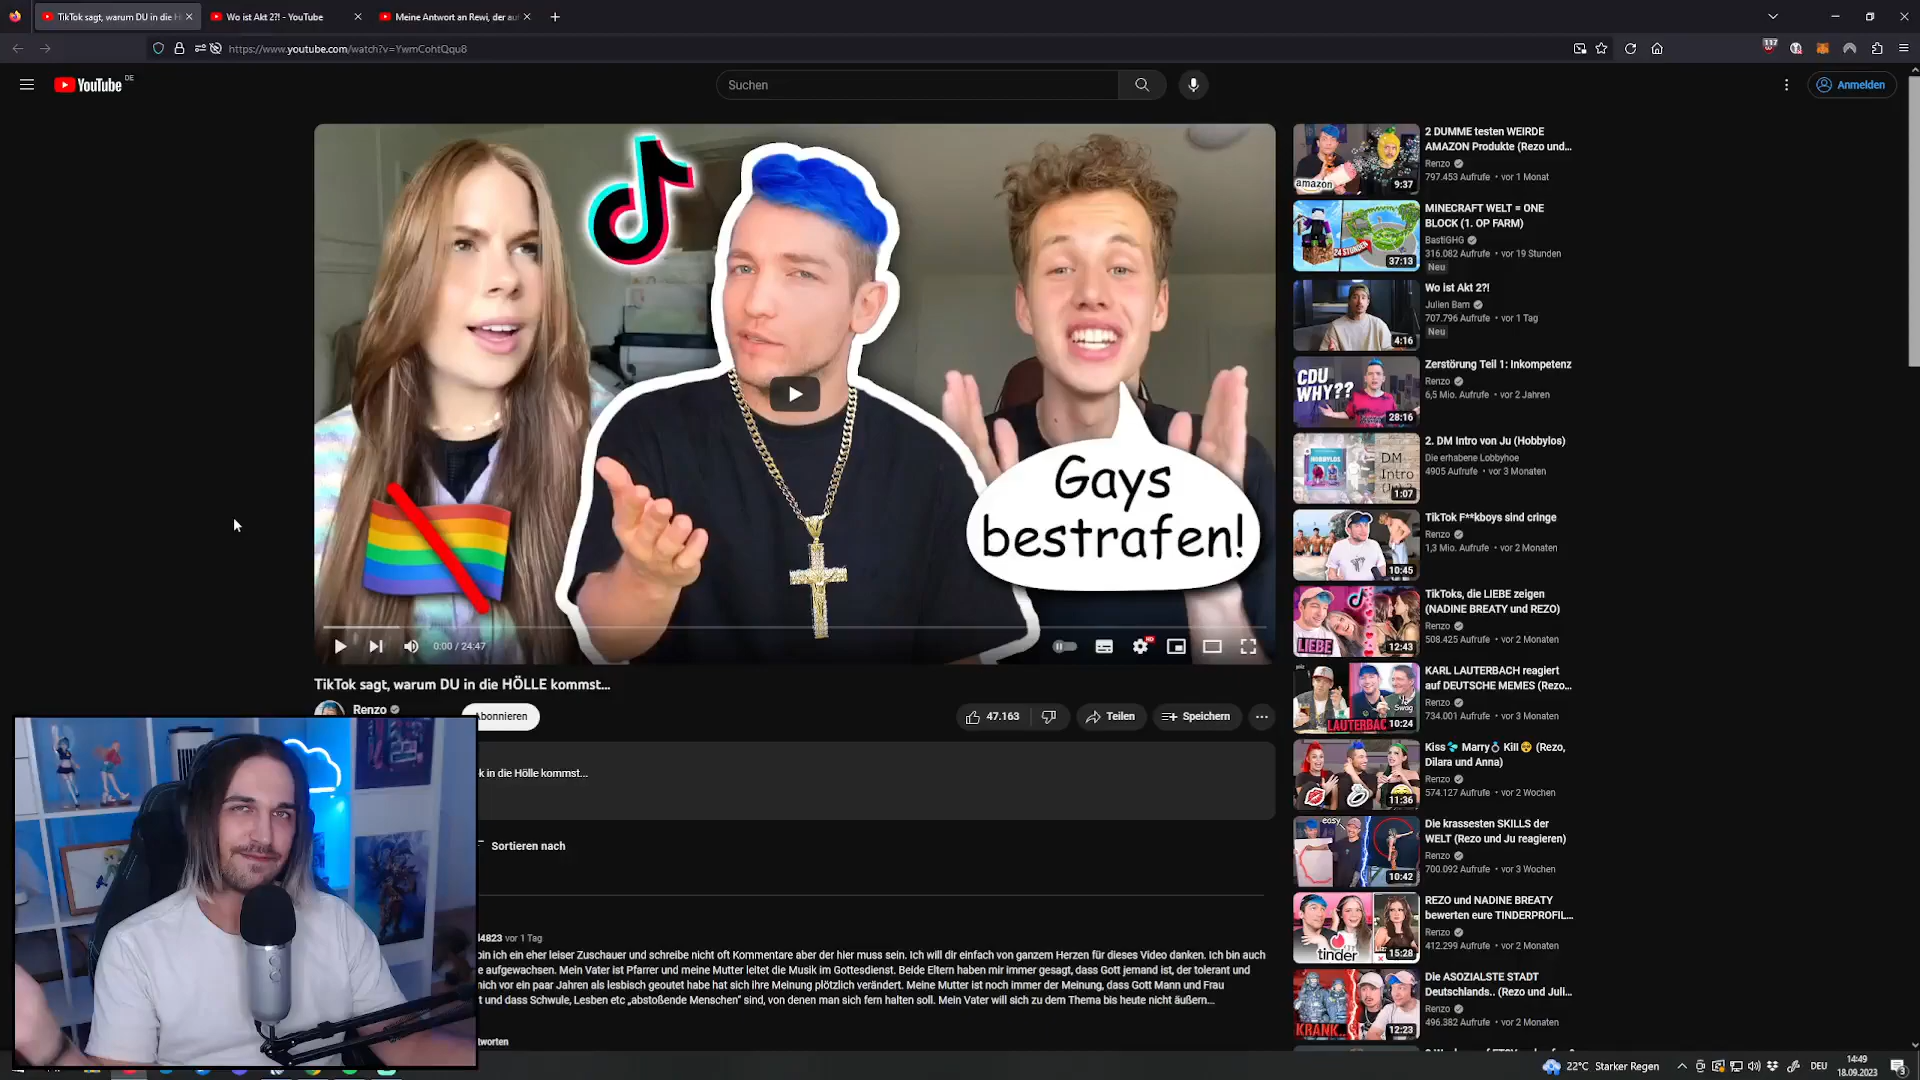 TikTok sagt, warum DU in die H
Wo ist Akt 2?! - YouTube
Meine Antwort an Rewi, der au
https://www.youtube.com/watch?v=YwmCohtQqu8
117
YouTube DE
Suchen
Anmelden
Gays
bestrafen!
0:00 / 24:47
HD
TikTok sagt, warum DU in die HÖLLE kommst...
Renzo
Abonnieren
47.163
Teilen
Speichern
k in die Hölle kommst...
Sortieren nach
4823 vor 1 Tag
bin ich ein eher leiser Zuschauer und schreibe nicht oft Kommentare aber der hier muss sein. Ich will dir einfach von ganzem Herzen für dieses Video danken. Ich bin auch
e aufgewachsen. Mein Vater ist Pfarrer und meine Mutter leitet die Musik im Gottesdienst. Beide Eltern haben mir immer gesagt, dass Gott jemand ist, der tolerant und
nich vor ein paar Jahren als lesbisch geoutet habe hat sich ihre Meinung plötzlich verändert. Meine Mutter ist noch immer der Meinung, dass Gott Mann und Frau
t und dass Schwule, Lesben etc „abstoßende Menschen" sind, von denen man sich fern halten soll. Mein Vater will sich zu dem Thema bis heute nicht äußern...
tworten
amazon
9:37
2 DUMME testen WEIRDE
AMAZON Produkte (Rezo und...
Renzo
797.453 Aufrufe • vor 1 Monat
24 STUNDEN
37:13
MINECRAFT WELT = ONE
BLOCK (1. OP FARM)
BastiGHG
316.082 Aufrufe • vor 19 Stunden
Neu
4:16
Wo ist Akt 2?!
Julien Bam
707.796 Aufrufe • vor 1 Tag
Neu
CDU
WHY??
28:16
Zerstörung Teil 1: Inkompetenz
Renzo
6,5 Mio. Aufrufe • vor 2 Jahren
HOBBYLOS
DM
Intro
1:07
2. DM Intro von Ju (Hobbylos)
Die erhabene Lobbyhoe
4905 Aufrufe • vor 3 Monaten
10:45
TikTok F**kboys sind cringe
Renzo
1,3 Mio. Aufrufe • vor 2 Monaten
LIEBE
12:43
TikToks, die LIEBE zeigen
(NADINE BREATY und REZO)
Renzo
508.425 Aufrufe • vor 2 Monaten
Swag
LAUTERBAC
10:24
KARL LAUTERBACH reagiert
auf DEUTSCHE MEMES (Rezo...
Renzo
734.001 Aufrufe • vor 3 Monaten
11:36
Kiss Marry Kill (Rezo,
Dilara und Anna)
Renzo
574.127 Aufrufe • vor 2 Wochen
easy
10:42
Die krassesten SKILLS der
WELT (Rezo und Ju reagieren)
Renzo
700.092 Aufrufe • vor 3 Wochen
tinder
15:28
REZO und NADINE BREATY
bewerten eure TINDERPROFIL...
Renzo
412.299 Aufrufe • vor 2 Monaten
KRANK..
12:23
Die ASOZIALSTE STADT
Deutschlands.. (Rezo und Juli...
Renzo
496.382 Aufrufe • vor 2 Monaten
22°C Starker Regen
DEU
14:49
18.09.2023
3